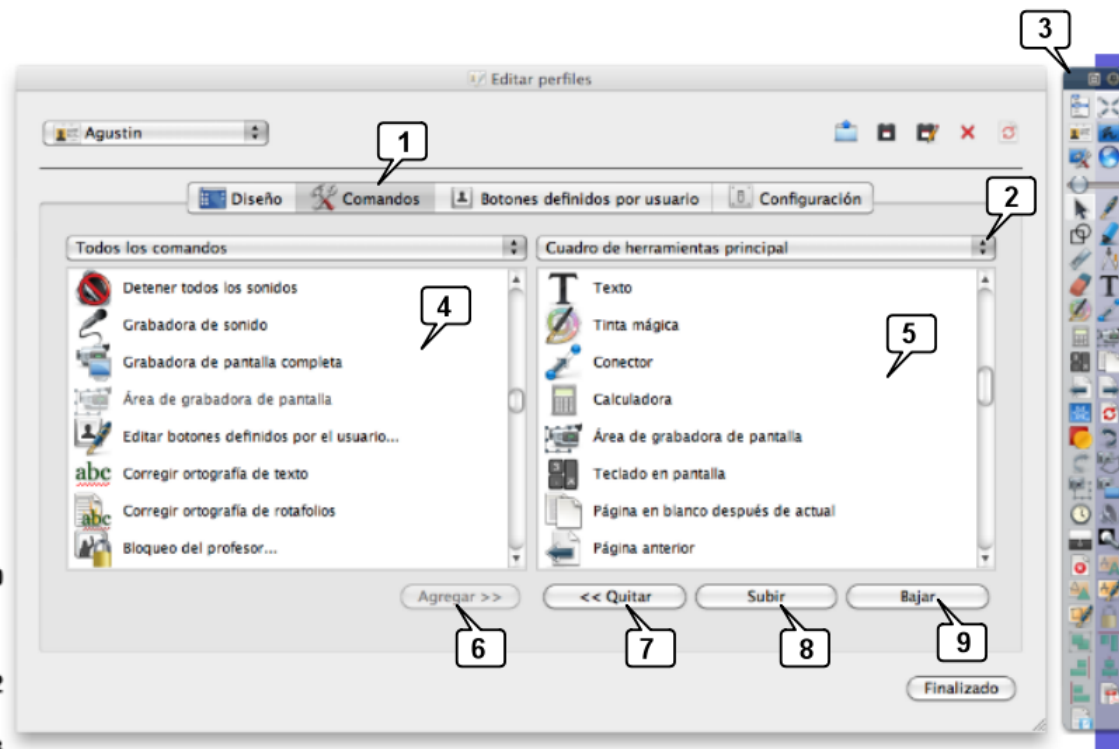 3
Editar perfiles
Agustin
1
Diseño
Comandos
Botones definidos por usuario
Configuración
2
Todos los comandos
Cuadro de herramientas principal
Detener todos los sonidos
Grabadora de sonido
Grabadora de pantalla completa
Área de grabadora de pantalla
Editar botones definidos por el usuario...
abc Corregir ortografía de texto
abc Corregir ortografía de rotafolios
Bloqueo del profesor...
4
T Texto
Tinta mágica
Conector
Calculadora
Área de grabadora de pantalla
Teclado en pantalla
Página en blanco después de actual
Página anterior
5
T
Agregar >>
<< Quitar
Subir
Bajar
6
7
8
9
Finalizado